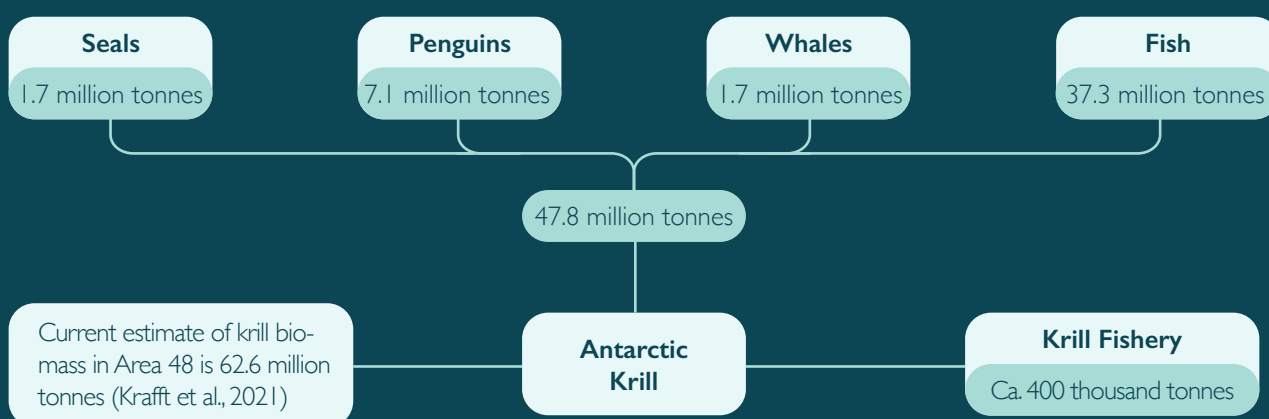 Seals
1.7 million tonnes
Penguins
7.1 million tonnes
Whales
1.7 million tonnes
Fish
37.3 million tonnes
47.8 million tonnes
Current estimate of krill bio-
mass in Area 48 is 62.6 million
tonnes (Krafft et al., 2021)
Antarctic
Krill
Krill Fishery
Ca. 400 thousand tonnes